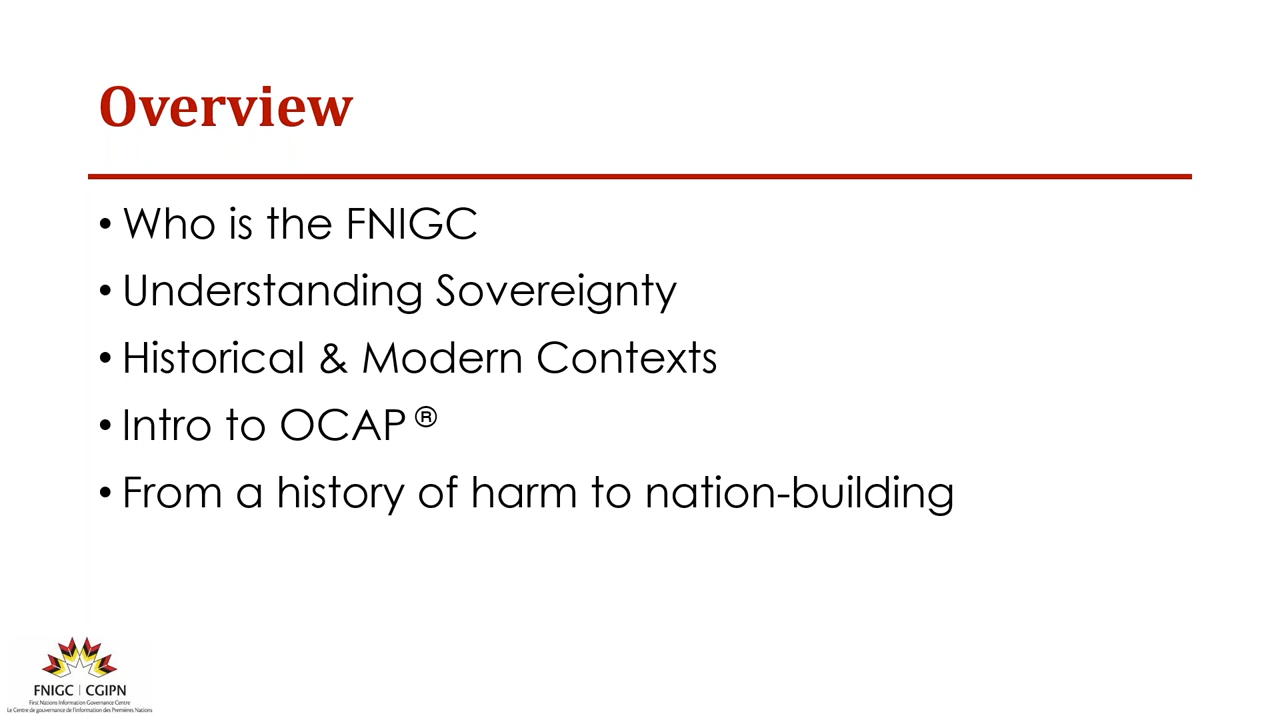 Overview
• Who is the FNIGC
• Understanding Sovereignty
• Historical & Modern Contexts
• Intro to OCAP ®
• From a history of harm to nation-building
FNIGC | CGIPN
First Nations Information Governance Centre
Le Centre de gouvernance de l'information des Premières Nations